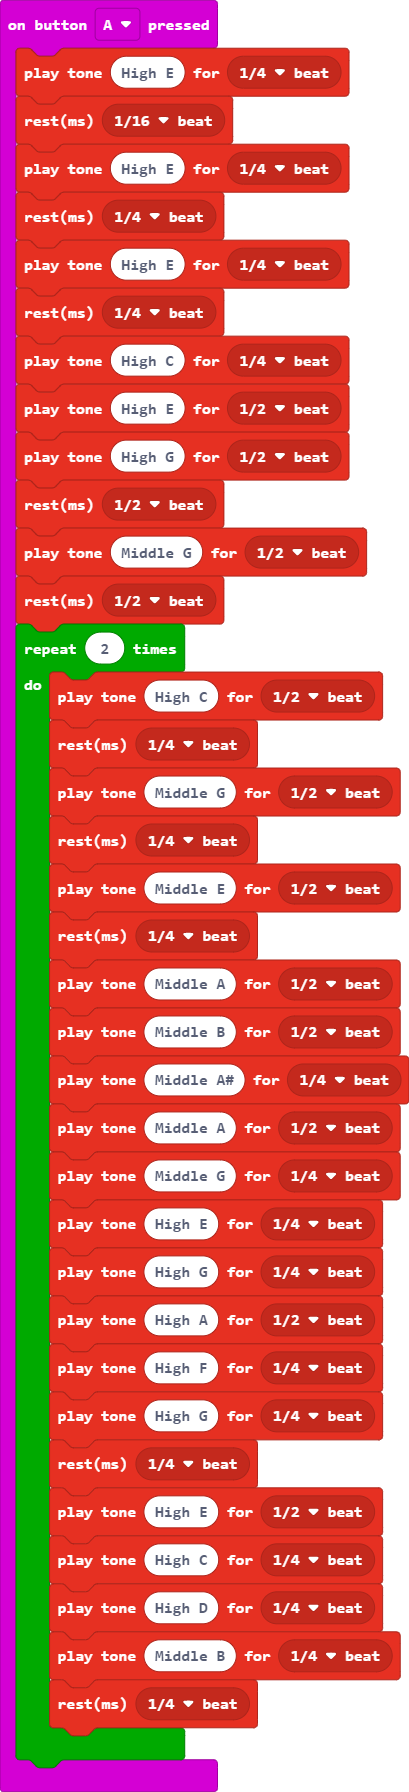 on button A pressed
play tone High E for 1/4 beat
rest(ms) 1/16 beat
play tone High E for 1/4 beat
rest(ms) 1/4 beat
play tone High E for 1/4 beat
rest(ms) 1/4 beat
play tone High C for 1/4 beat
play tone High E for 1/2 beat
play tone High G for 1/2 beat
rest(ms) 1/2 beat
play tone Middle G for 1/2 beat
rest(ms) 1/2 beat
repeat 2 times
do play tone High C for 1/2 beat
rest(ms) 1/4 beat
play tone Middle G for 1/2 beat
rest(ms) 1/4 beat
play tone Middle E for 1/2 beat
rest(ms) 1/4 beat
play tone Middle A for 1/2 beat
play tone Middle B for 1/2 beat
play tone Middle A# for 1/4 beat
play tone Middle A for 1/2 beat
play tone Middle G for 1/4 beat
play tone High E for 1/4 beat
play tone High G for 1/4 beat
play tone High A for 1/2 beat
play tone High F for 1/4 beat
play tone High G for 1/4 beat
rest(ms) 1/4 beat
play tone High E for 1/2 beat
play tone High C for 1/4 beat
play tone High D for 1/4 beat
play tone Middle B for 1/4 beat
rest(ms) 1/4 beat